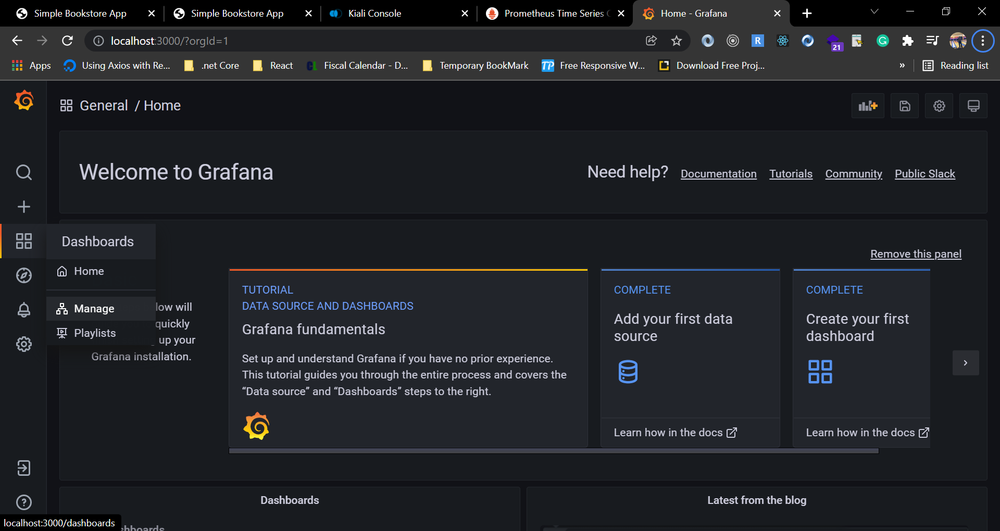 Simple Bookstore App
Simple Bookstore App
Kiali Console
Prometheus Time Series
Home - Grafana
localhost:3000/?orgId=1
R
21
Apps
Using Axios with Re...
.net Core
React
CL
Fiscal Calendar - D...
Temporary BookMark
TP
Free Responsive W...
Download Free Proj...
»
Reading list
General / Home
Welcome to Grafana
Need help?
Documentation
Tutorials
Community
Public Slack
Dashboards
Home
Manage
Playlists
Remove this panel
low will
quickly
up your
Grafana installation.
TUTORIAL
DATA SOURCE AND DASHBOARDS
Grafana fundamentals
Set up and understand Grafana if you have no prior experience.
This tutorial guides you through the entire process and covers the
“Data source” and “Dashboards” steps to the right.
COMPLETE
Add your first data
source
Learn how in the docs
COMPLETE
Create your first
dashboard
Learn how in the docs
Dashboards
Latest from the blog
localhost:3000/dashboards